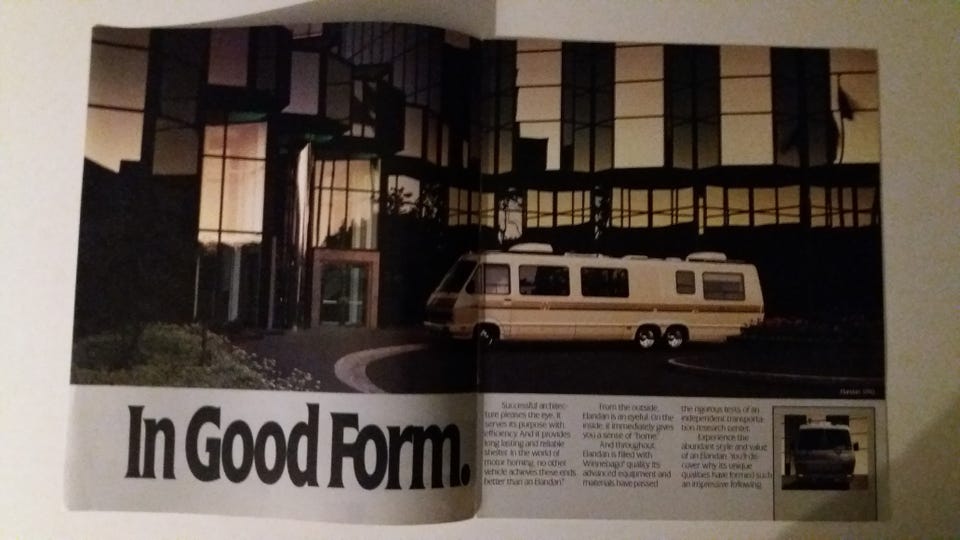 In Good Form.
Successful architec-
ture pleases the eye. It
serves its purpose with
efficiency. And it provides
long lasting and reliable
shelter. In the world of
motor homing, no other
vehicle achieves these ends
better than an Elandan.®
From the outside,
Elandan is an eyeful. On the
inside, it immediately gives
you a sense of "home."
And throughout,
Elandan is filled with
Winnebago® quality. Its
advanced equipment and
materials have passed
the rigorous tests of an
independent transporta-
tion research center.
Experience the
abundant style and value
of an Elandan. You'll dis-
cover why its unique
qualities have formed such
an impressive following.